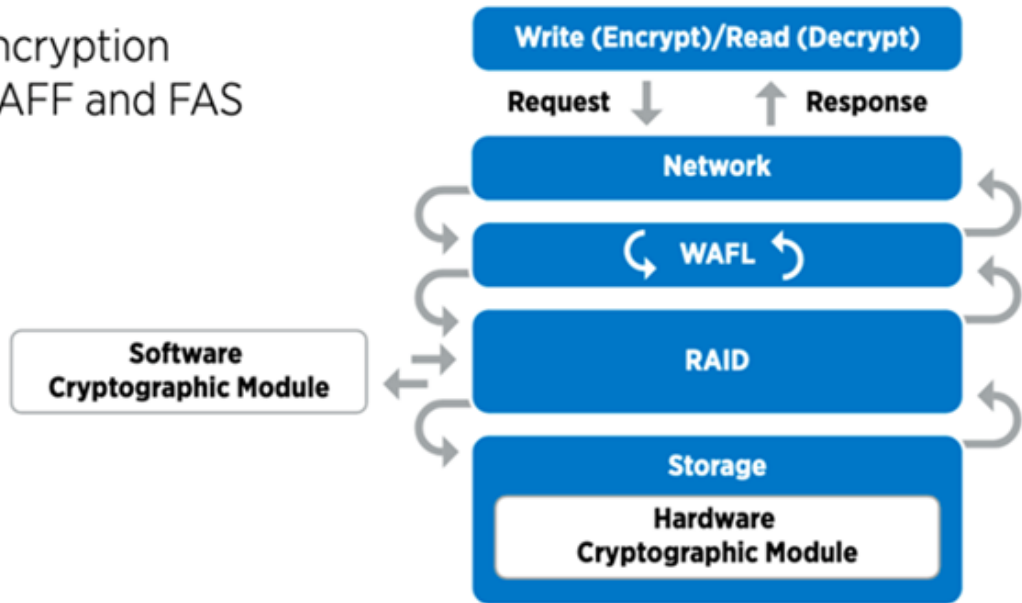 ncryption
AFF and FAS
Write (Encrypt)/Read (Decrypt)
Request
Response
Network
WAFL
RAID
Software
Cryptographic Module
Storage
Hardware
Cryptographic Module